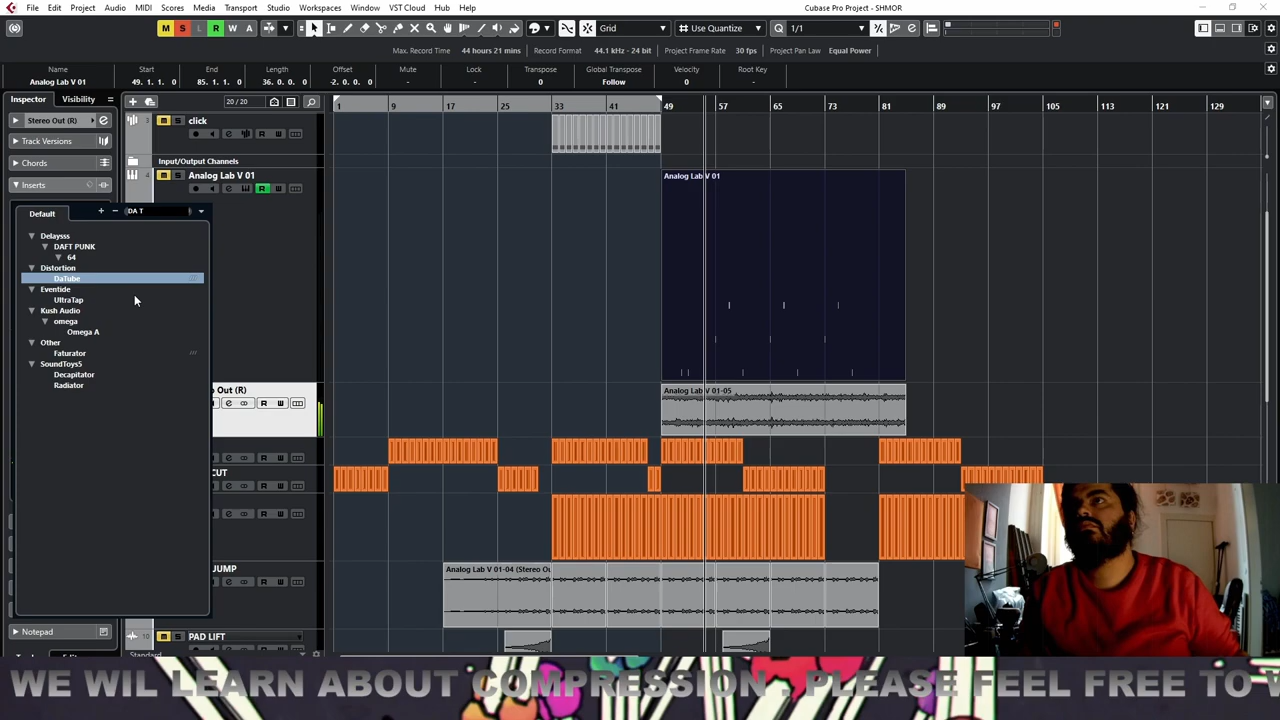 File Edit Project Audio MIDI Scores Media Transport Studio Workspaces Window VST Cloud Hub Help
Cubase Pro Project - SHMOR
M S L R W A Grid Use Quantize Q 1/1
Max. Record Time 44 hours 21 mins Record Format 44.1 kHz - 24 bit Project Frame Rate 30 fps Project Pan Law Equal Power
Name Start End Length Offset Mute Lock Transpose Global Transpose Velocity Root Key
Analog Lab V 01 49. 1. 1. 0 85. 1. 1. 0 36. 0. 0. 0 -2. 0. 0. 0 - - 0 Follow 0 -
Inspector Visibility 20 / 20 1 9 17 25 33 41 49 57 65 73 81 89 97 105 113 121 129
Stereo Out (R)
3 M S click
R W
Track Versions
Chords
Input/Output Channels
4 M S Analog Lab V 01
Analog Lab V 01
Inserts
R W
Default + − DA T
Delaysss
DAFT PUNK
64
Distortion
DaTube
Eventide
UltraTap
Kush Audio
omega
Omega A
Other
Faturator
SoundToys5
Decapitator
Radiator
Out (R)
Analog Lab V 01-05
R W
R W
CUT
R W
R W
JUMP
Analog Lab V 01-04 (Stereo Ou
R W
Notepad
10 M S PAD LIFT
Standard
WE WIL LEARN ABOUT COMPRESSION . PLEASE FEEL FREE TO